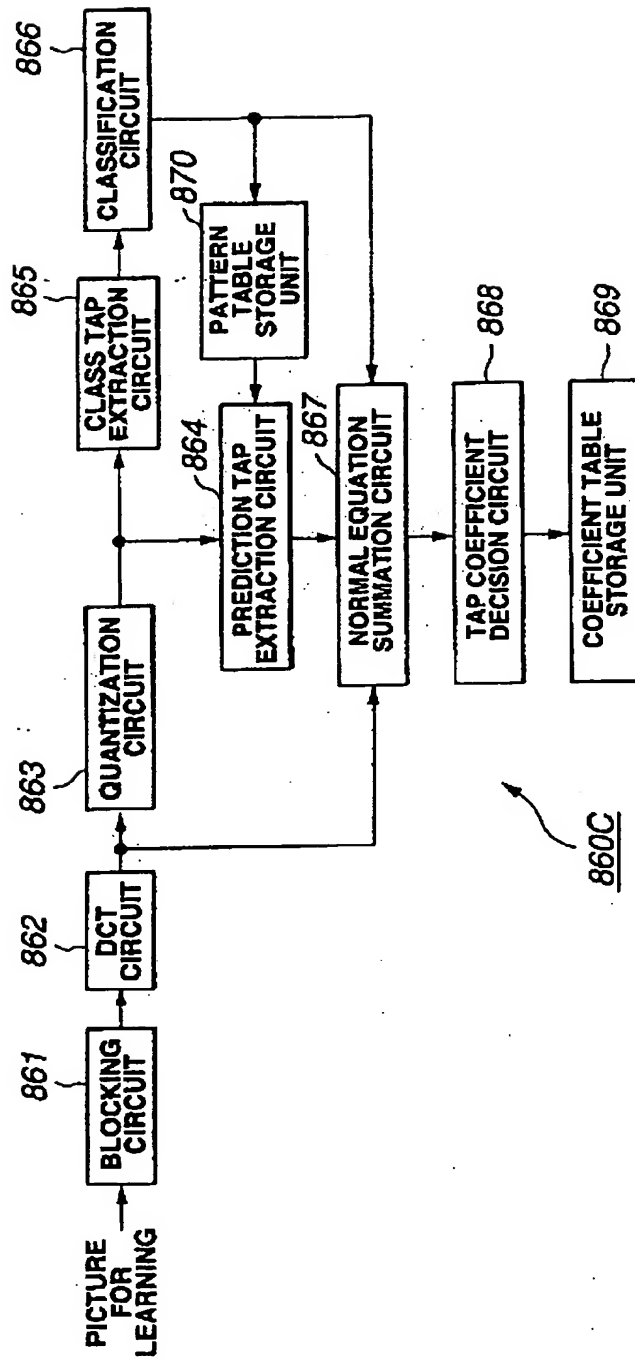 PICTURE
FOR
LEARNING
861
BLOCKING
CIRCUIT
862
DCT
CIRCUIT
863
QUANTIZATION
CIRCUIT
865
CLASS TAP
EXTRACTION
CIRCUIT
866
CLASSIFICATION
CIRCUIT
870
PATTERN
TABLE
STORAGE
UNIT
864
PREDICTION TAP
EXTRACTION CIRCUIT
867
NORMAL EQUATION
SUMMATION CIRCUIT
868
TAP COEFFICIENT
DECISION CIRCUIT
869
COEFFICIENT TABLE
STORAGE UNIT
860C